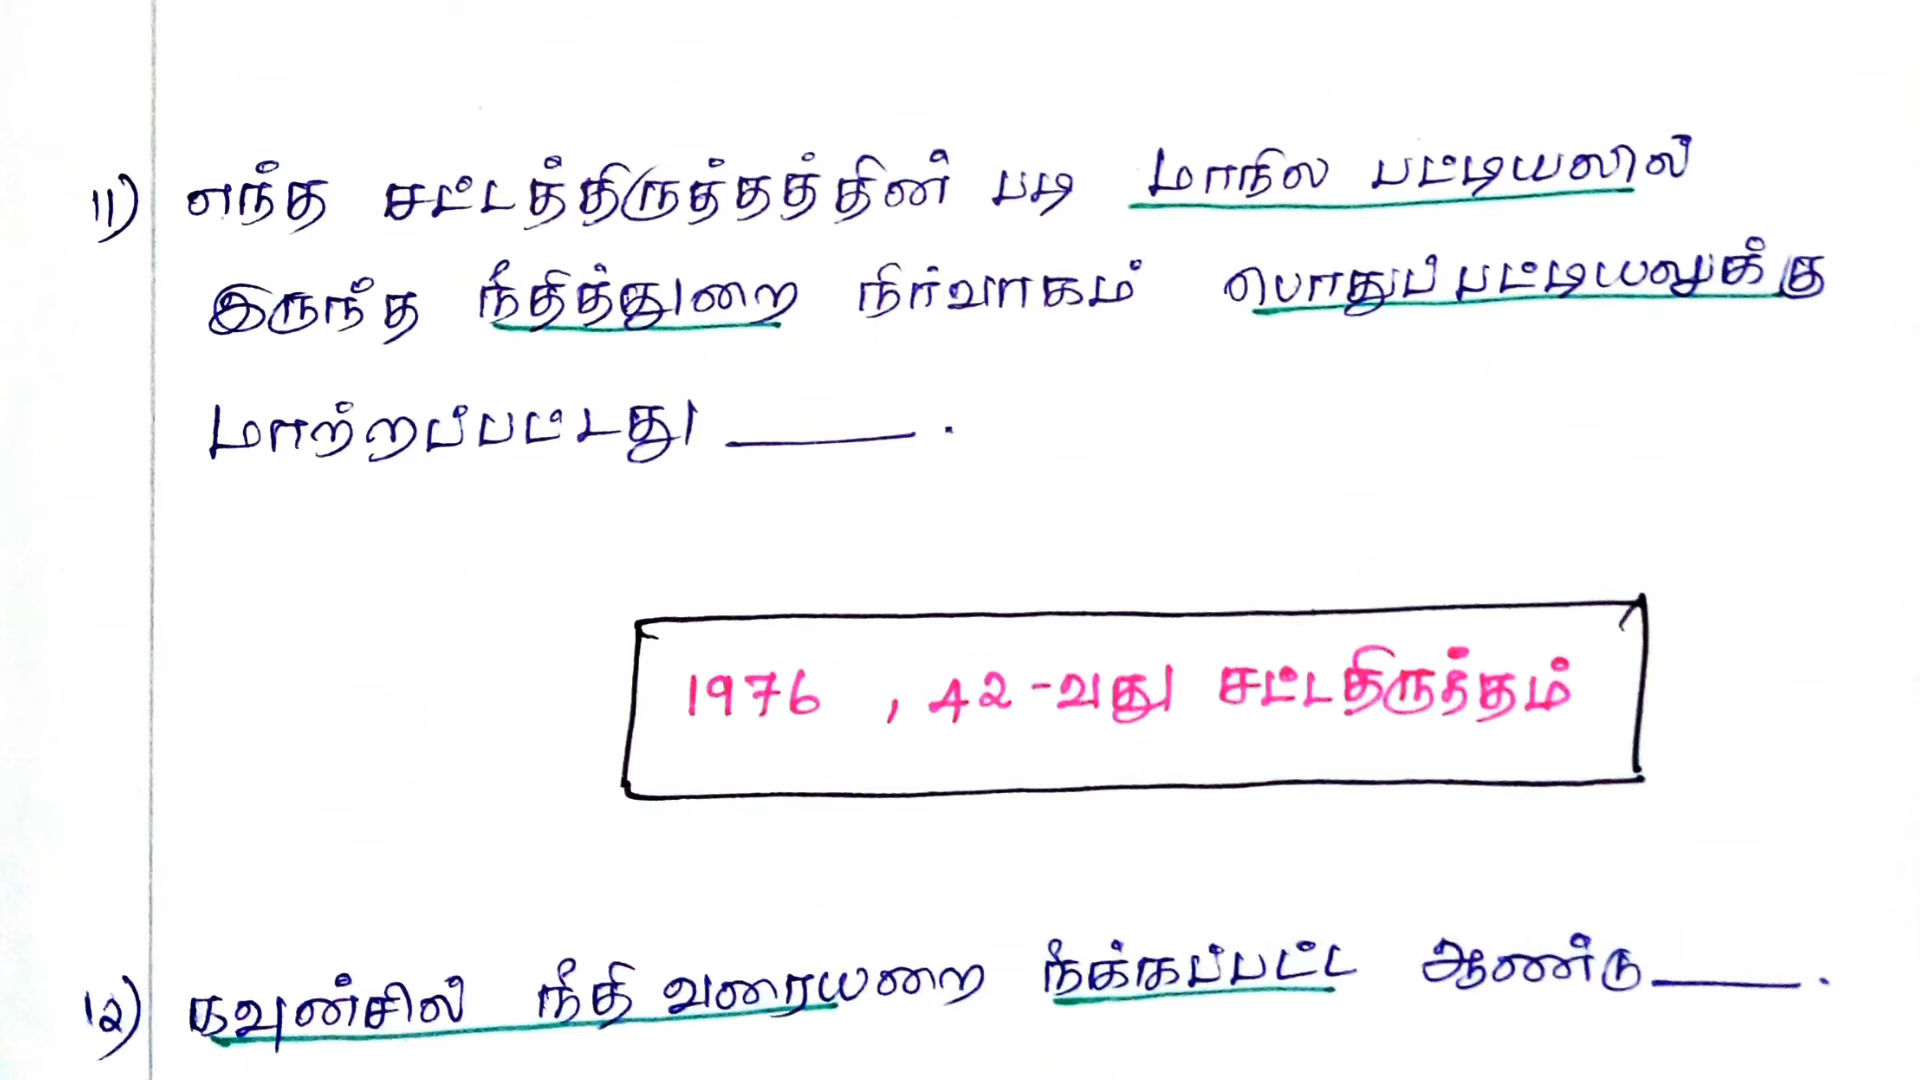 11) எந்த சட்டத்திருத்தத்தின் படி மாநில பட்டியலில்
இருந்த நீதித்துறை நிர்வாகம் பொதுப்பட்டியலுக்கு
மாற்றப்பட்டது ______ .
1976 , 42-வது சட்டதிருத்தம்
12) கவுன்சில் நீதி வரையறை நீக்கப்பட்ட ஆண்டு______ .